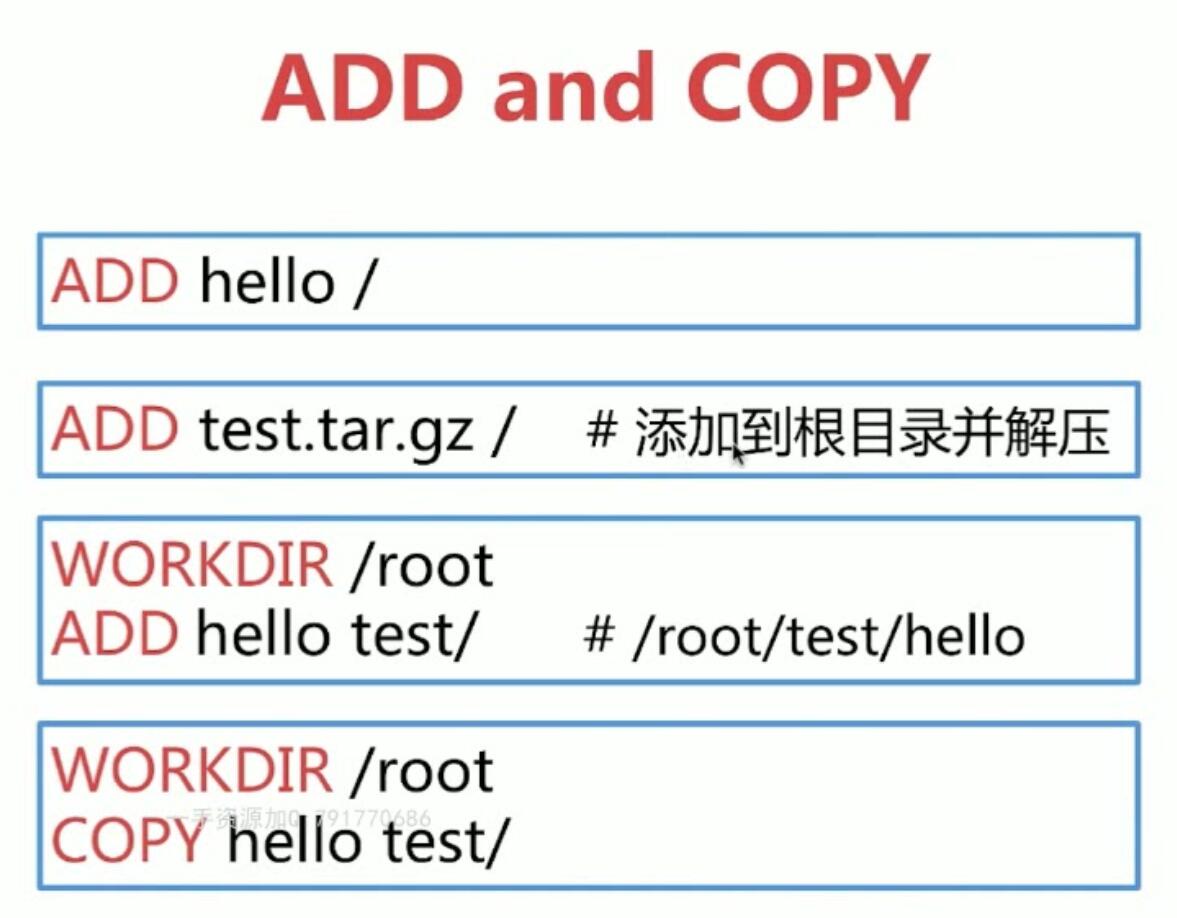 ADD and COPY
ADD hello /
ADD test.tar.gz /    # 添加到根目录并解压
WORKDIR /root
ADD hello test/    # /root/test/hello
WORKDIR /root
一手资源加Q 791770686
COPY hello test/